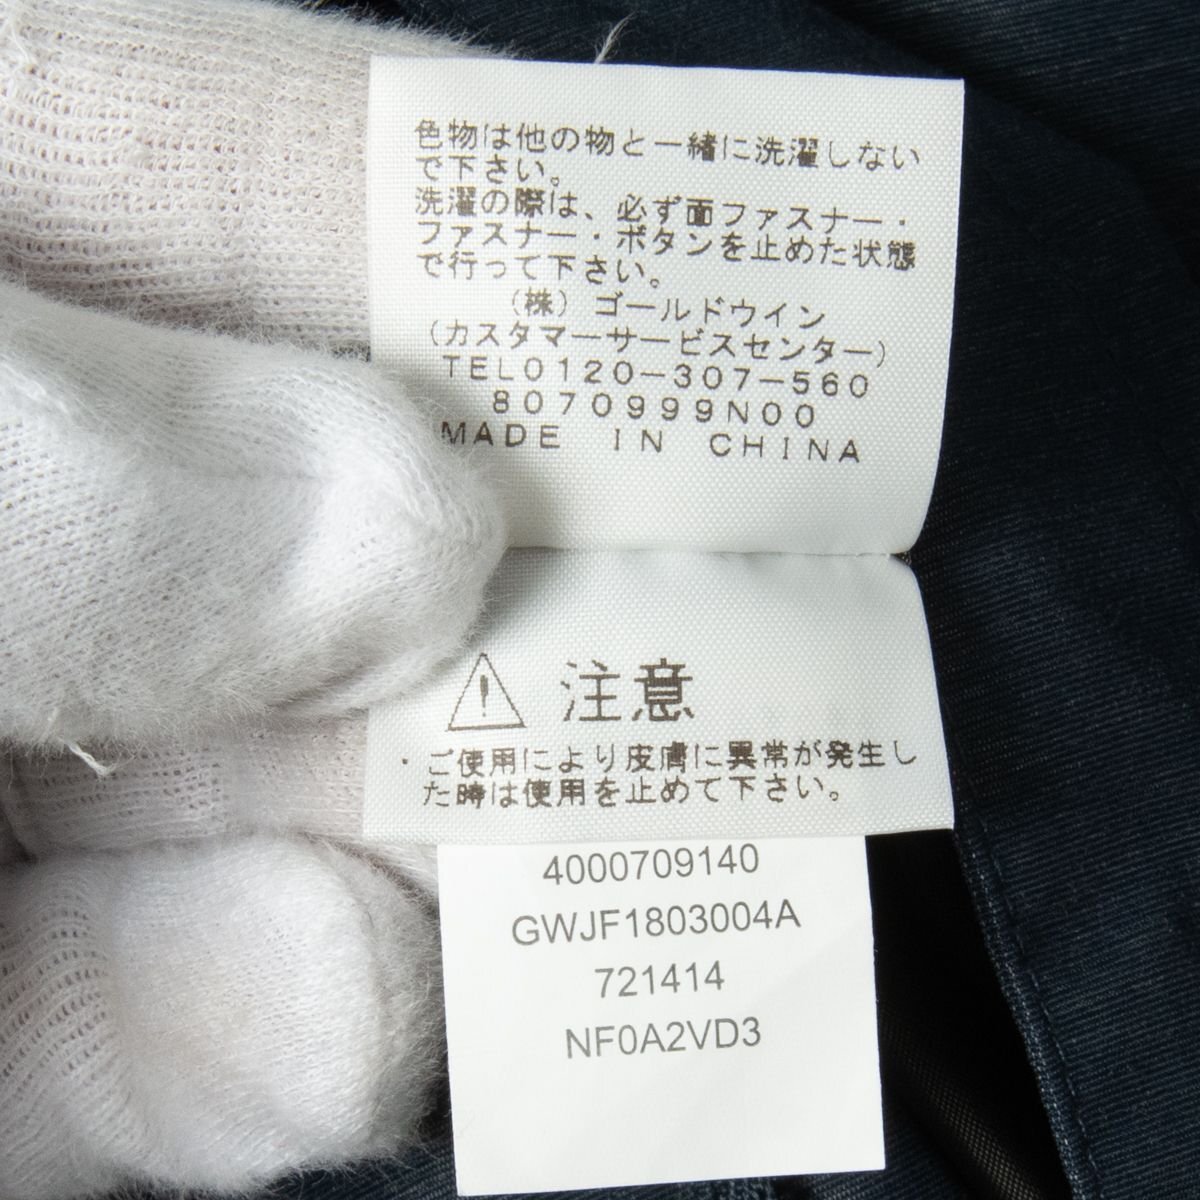 色物は他の物と一緒に洗濯しない
で下さい。
洗濯の際は、必ず面ファスナー・
ファスナー・ボタンを止めた状態
で行って下さい。
(株) ゴールドウイン
(カスタマーサービスセンター)
TEL0120-307-560
8070999N00
MADE IN CHINA
注意
・ご使用により皮膚に異常が発生し
た時は使用を止めて下さい。
4000709140
GWJF1803004A
721414
NF0A2VD3